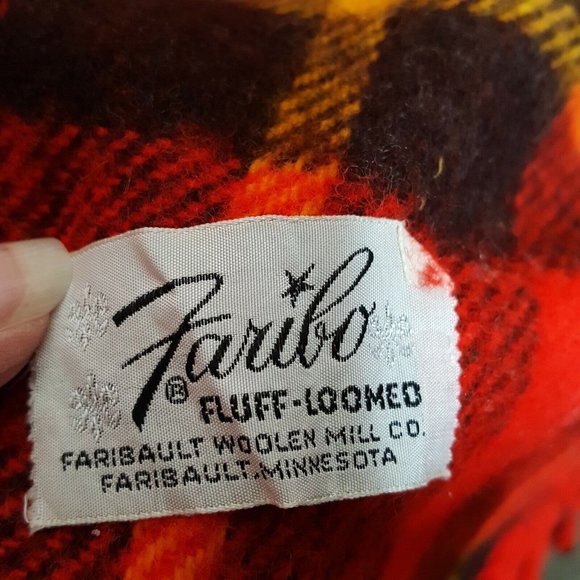 Faribo
® FLUFF-LOOMED
FARIBAULT WOOLEN MILL CO.
FARIBAULT, MINNESOTA